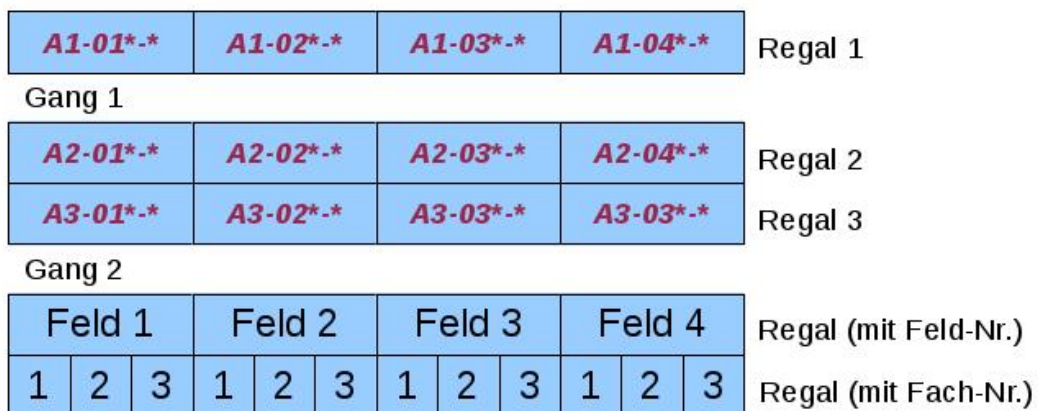 A1-01*-* A1-02*-* A1-03*-* A1-04*-* Regal 1
Gang 1
A2-01*-* A2-02*-* A2-03*-* A2-04*-* Regal 2
A3-01*-* A3-02*-* A3-03*-* A3-03*-* Regal 3
Gang 2
Feld 1 Feld 2 Feld 3 Feld 4 Regal (mit Feld-Nr.)
1 2 3 1 2 3 1 2 3 1 2 3 Regal (mit Fach-Nr.)